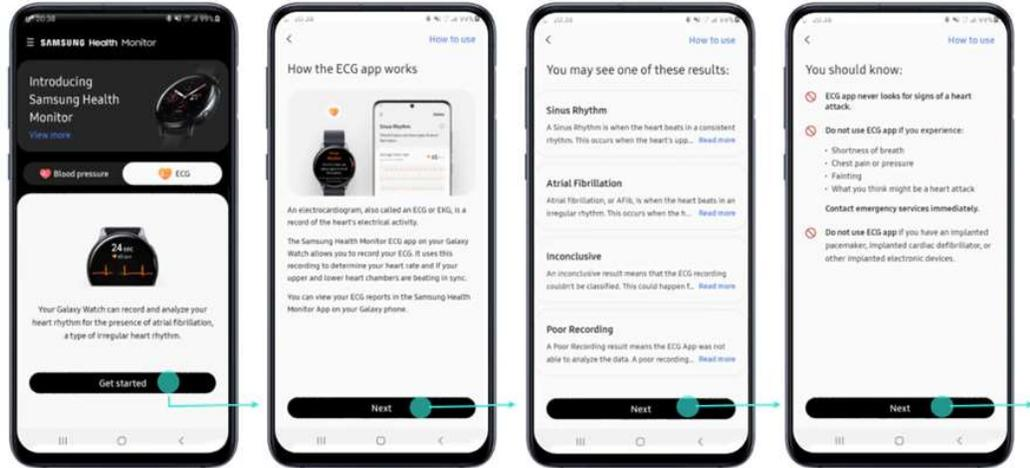 20:38
99%
SAMSUNG Health Monitor
Introducing
Samsung Health
Monitor
View more
Blood pressure
ECG
24 sec
Your Galaxy Watch can record and analyze your
heart rhythm for the presence of atrial fibrillation,
a type of irregular heart rhythm.
Get started
20:38
99%
How to use
How the ECG app works
Sinus Rhythm
An electrocardiogram, also called an ECG or EKG, is a
record of the heart's electrical activity.
The Samsung Health Monitor ECG app on your Galaxy
Watch allows you to record your ECG. It uses this
recording to determine your heart rate and if your
upper and lower heart chambers are beating in sync.
You can view your ECG reports in the Samsung Health
Monitor App on your Galaxy phone.
Next
20:38
99%
How to use
You may see one of these results:
Sinus Rhythm
A Sinus Rhythm is when the heart beats in a consistent
rhythm. This occurs when the heart's upp... Read more
Atrial Fibrillation
Atrial fibrillation, or AFib, is when the heart beats in an
irregular rhythm. This occurs when the h... Read more
Inconclusive
An inconclusive result means that the ECG recording
couldn't be classified. This could happen f... Read more
Poor Recording
A Poor Recording result means the ECG App was not
able to analyze the data. A poor recording... Read more
Next
20:38
99%
How to use
You should know:
ECG app never looks for signs of a heart
attack.
Do not use ECG app if you experience:
• Shortness of breath
• Chest pain or pressure
• Fainting
• What you think might be a heart attack
Contact emergency services immediately.
Do not use ECG app if you have an implanted
pacemaker, implanted cardiac defibrillator, or
other implanted electronic devices.
Next